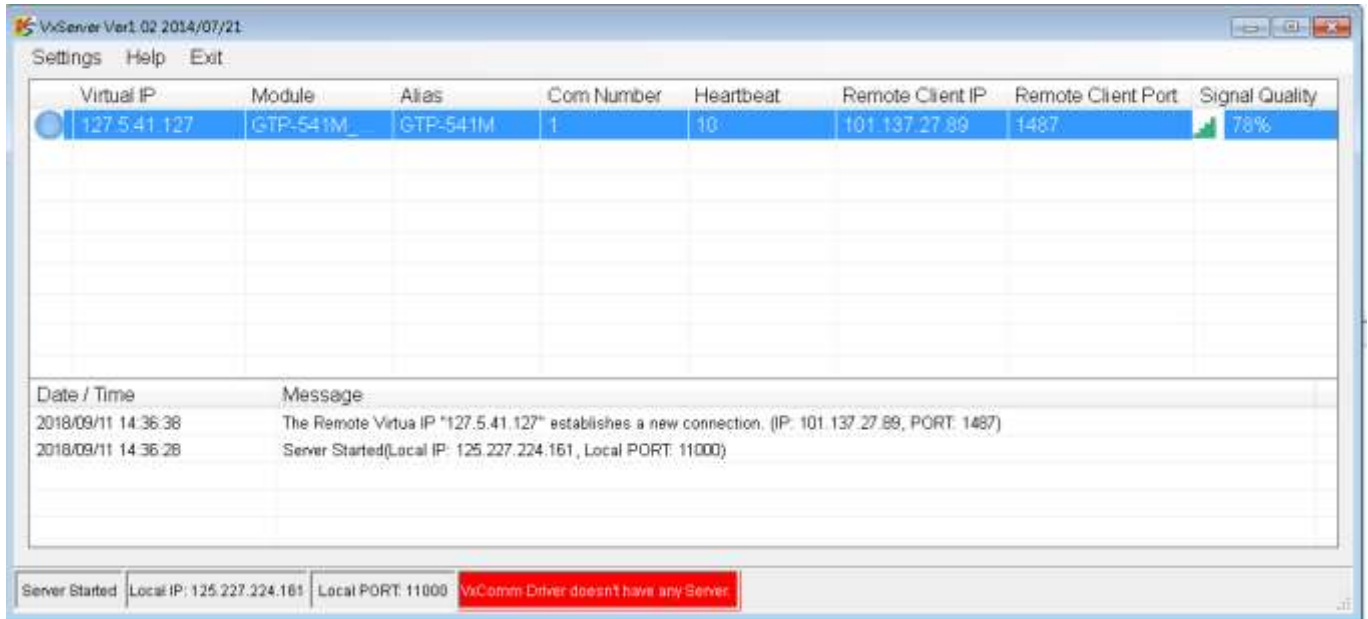 VxServer Ver1.02 2014/07/21
Settings Help Exit
Virtual IP Module Alias Com Number Heartbeat Remote Client IP Remote Client Port Signal Quality
127.5.41.127 GTP-541M_... GTP-541M 1 10 101.137.27.89 1487 78%
Date / Time Message
2018/09/11 14:36:38 The Remote Virtua IP "127.5.41.127" establishes a new connection. (IP: 101.137.27.89, PORT: 1487)
2018/09/11 14:36:28 Server Started(Local IP: 125.227.224.161, Local PORT: 11000)
Server Started Local IP: 125.227.224.161 Local PORT: 11000 VxComm Driver doesn't have any Server.